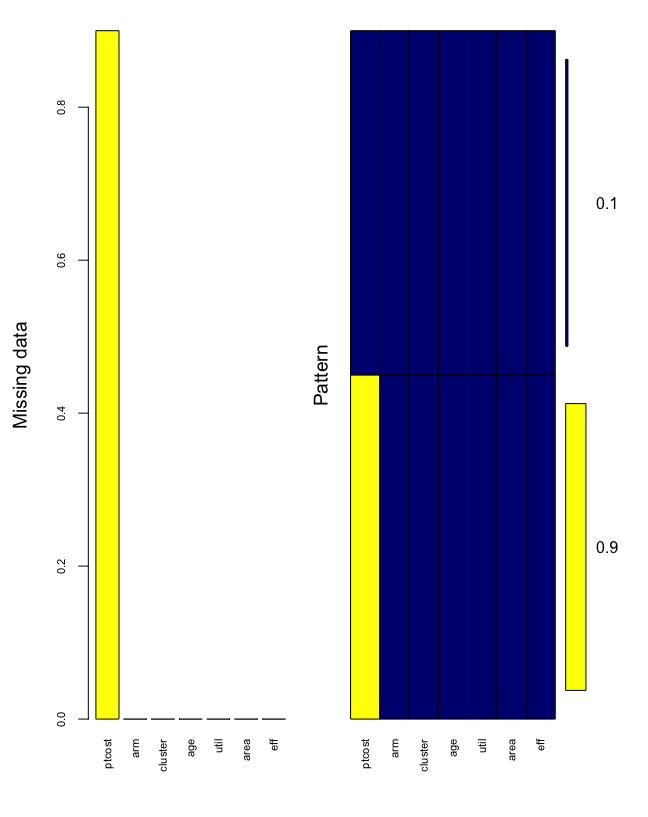 Missing data
0.8
0.6
0.4
0.2
0.0
ptcost
arm
cluster
age
util
area
eff
Pattern
ptcost
arm
cluster
age
util
area
eff
0.1
0.9